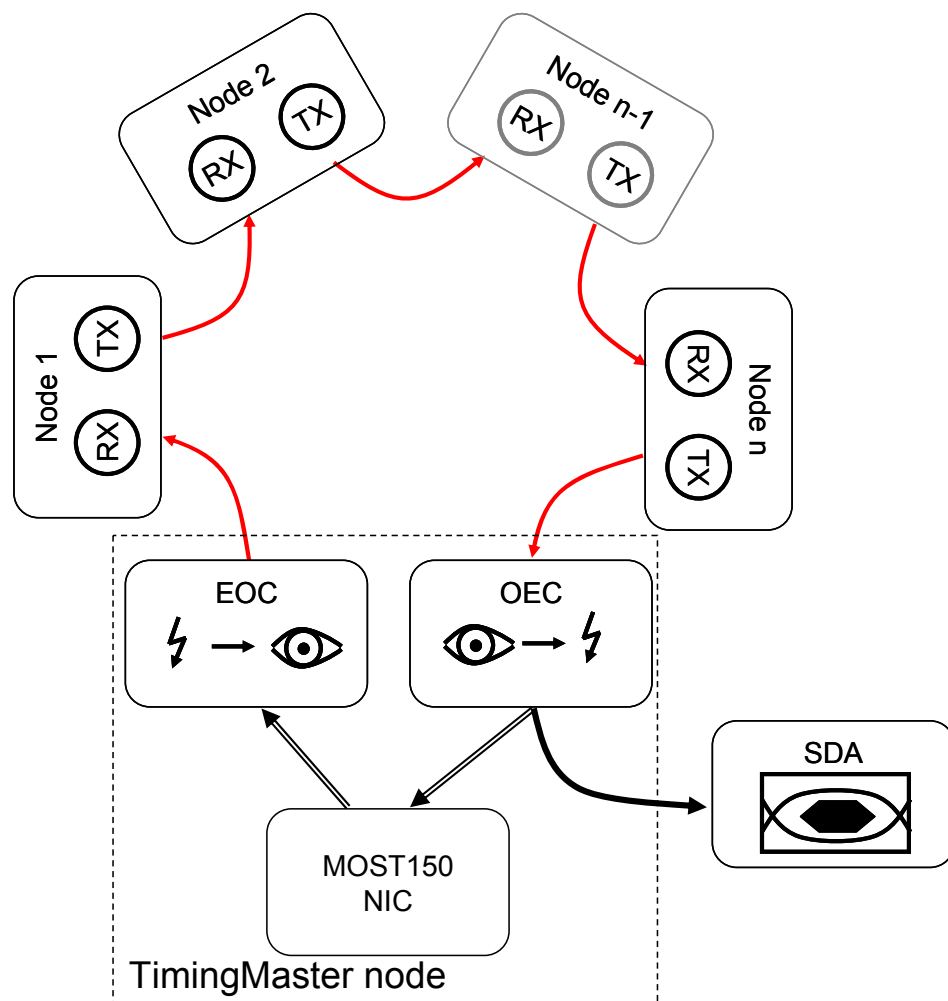 Node 2
RX
TX
Node n-1
RX
TX
Node 1
TX
RX
Node n
RX
TX
EOC
OEC
SDA
MOST150
NIC
TimingMaster node